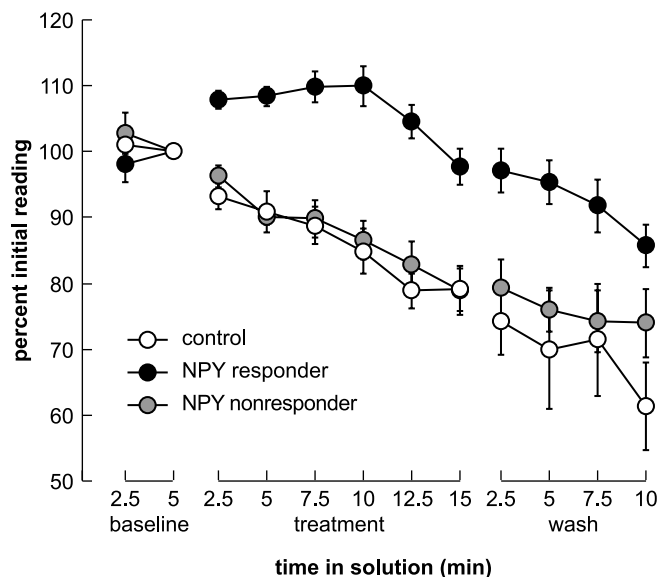 percent initial reading
120
110
100
90
80
70
60
50
control
NPY responder
NPY nonresponder
2.5 5 2.5 5 7.5 10 12.5 15 2.5 5 7.5 10
baseline treatment wash
time in solution (min)